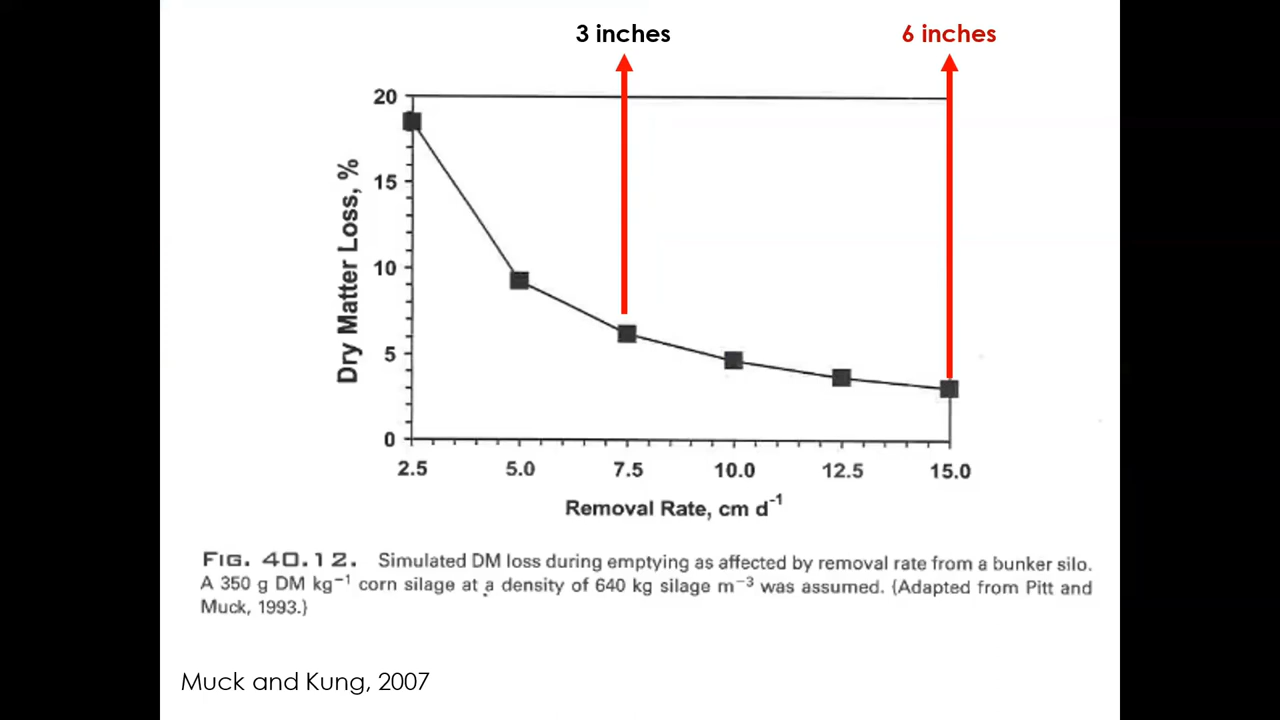 3 inches
6 inches
20
15
10
5
0
Dry Matter Loss, %
2.5 5.0 7.5 10.0 12.5 15.0
Removal Rate, cm d⁻¹
FIG. 40.12. Simulated DM loss during emptying as affected by removal rate from a bunker silo.
A 350 g DM kg⁻¹ corn silage at a density of 640 kg silage m⁻³ was assumed. {Adapted from Pitt and
Muck, 1993.}
Muck and Kung, 2007